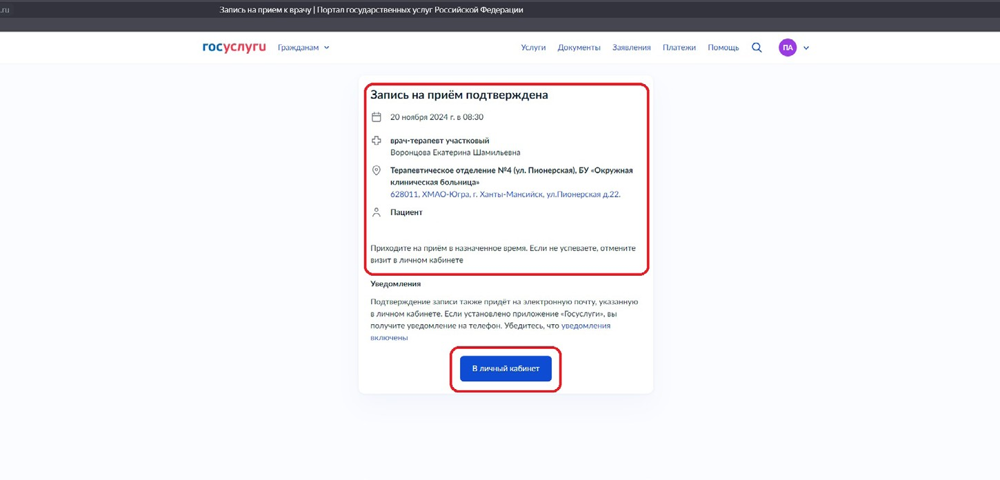 .ru
Запись на прием к врачу | Портал государственных услуг Российской Федерации
госуслуги Гражданам Услуги Документы Заявления Платежи Помощь ПА
Запись на приём подтверждена
20 ноября 2024 г. в 08:30
врач-терапевт участковый
Воронцова Екатерина Шамильевна
Терапевтическое отделение №4 (ул. Пионерская), БУ «Окружная
клиническая больница»
628011, ХМАО-Югра, г. Ханты-Мансийск, ул.Пионерская д.22.
Пациент
Приходите на приём в назначенное время. Если не успеваете, отмените
визит в личном кабинете
Уведомления
Подтверждение записи также придёт на электронную почту, указанную
в личном кабинете. Если установлено приложение «Госуслуги», вы
получите уведомление на телефон. Убедитесь, что уведомления
включены
В личный кабинет